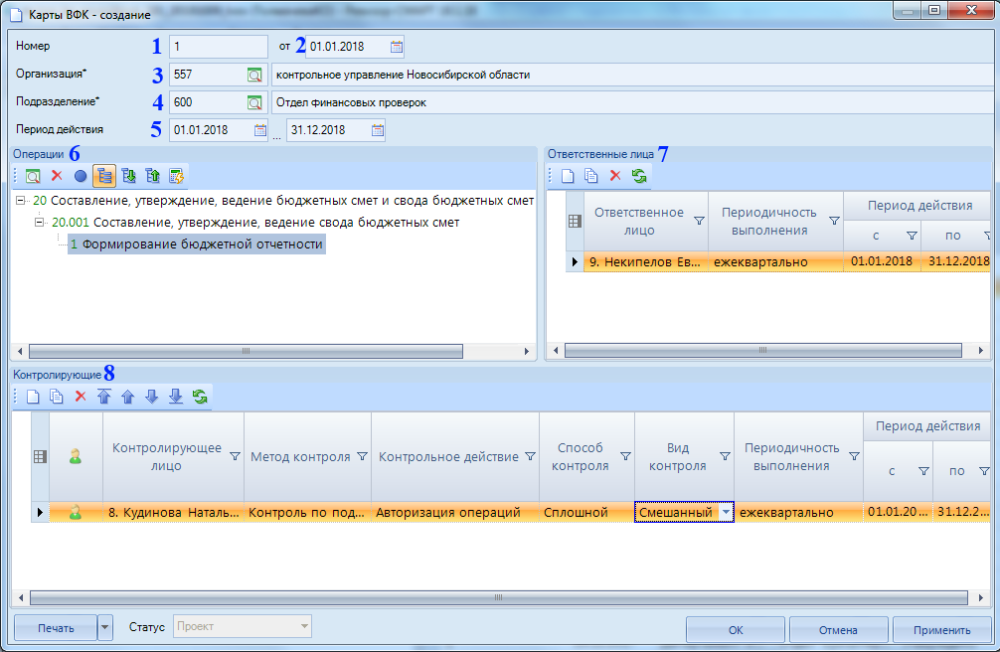 Карты ВФК - создание
Номер 1 1 от 2 01.01.2018
Организация* 3 557 контрольное управление Новосибирской области
Подразделение* 4 600 Отдел финансовых проверок
Период действия 5 01.01.2018 ... 31.12.2018
Операции 6
20 Составление, утверждение, ведение бюджетных смет и свода бюджетных смет
20.001 Составление, утверждение, ведение свода бюджетных смет
1 Формирование бюджетной отчетности
Ответственные лица 7
Ответственное лицо Периодичность выполнения Период действия
с по
9. Некипелов Ев... ежеквартально 01.01.2018 31.12.2018
Контролирующие 8
Контролирующее лицо Метод контроля Контрольное действие Способ контроля Вид контроля Периодичность выполнения Период действия
с по
8. Кудинова Наталь... Контроль по под... Авторизация операций Сплошной Смешанный ежеквартально 01.01.20... 31.12.2...
Печать Статус Проект ОК Отмена Применить